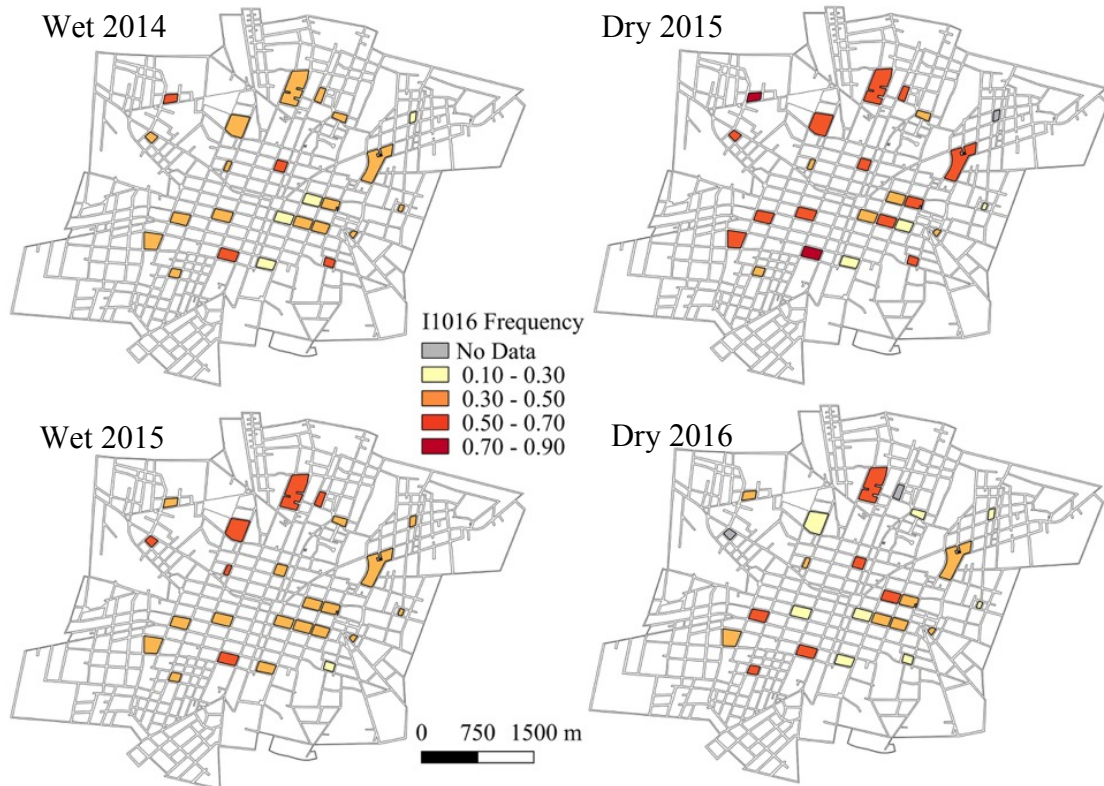 Wet 2014
Dry 2015
I1016 Frequency
No Data
0.10 - 0.30
0.30 - 0.50
0.50 - 0.70
0.70 - 0.90
Wet 2015
Dry 2016
0 750 1500 m